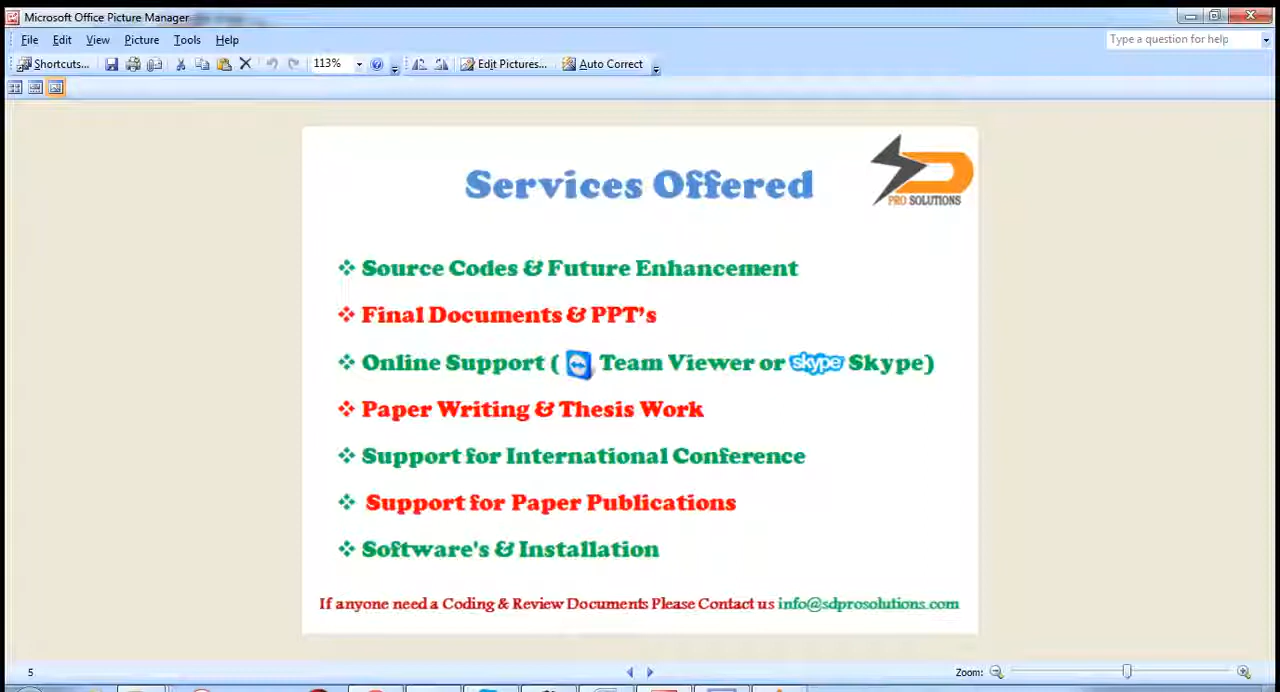 Microsoft Office Picture Manager
File Edit View Picture Tools Help
Type a question for help
Shortcuts... 113% Edit Pictures... Auto Correct
PRO SOLUTIONS
Services Offered
Source Codes & Future Enhancement
Final Documents & PPT's
Online Support ( Team Viewer or skype Skype)
Paper Writing & Thesis Work
Support for International Conference
Support for Paper Publications
Software's & Installation
If anyone need a Coding & Review Documents Please Contact us info@sdprosolutions.com
5 Zoom: